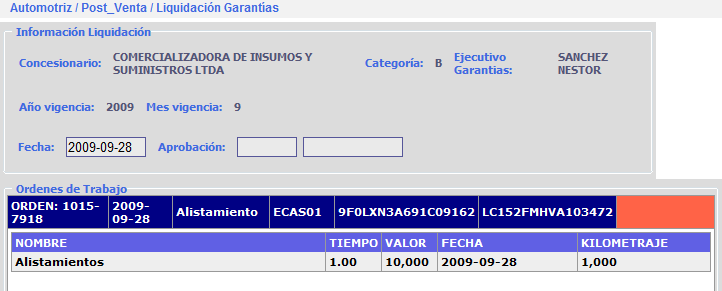 Automotriz / Post_Venta / Liquidación Garantías
Información Liquidación
Concesionario: COMERCIALIZADORA DE INSUMOS Y SUMINISTROS LTDA Categoría: B Ejecutivo Garantias: SANCHEZ NESTOR
Año vigencia: 2009 Mes vigencia: 9
Fecha: 2009-09-28 Aprobación:
Ordenes de Trabajo
ORDEN: 1015-7918 2009-09-28 Alistamiento ECAS01 9F0LXN3A691C09162 LC152FMHVA103472
NOMBRE TIEMPO VALOR FECHA KILOMETRAJE
Alistamientos 1.00 10,000 2009-09-28 1,000